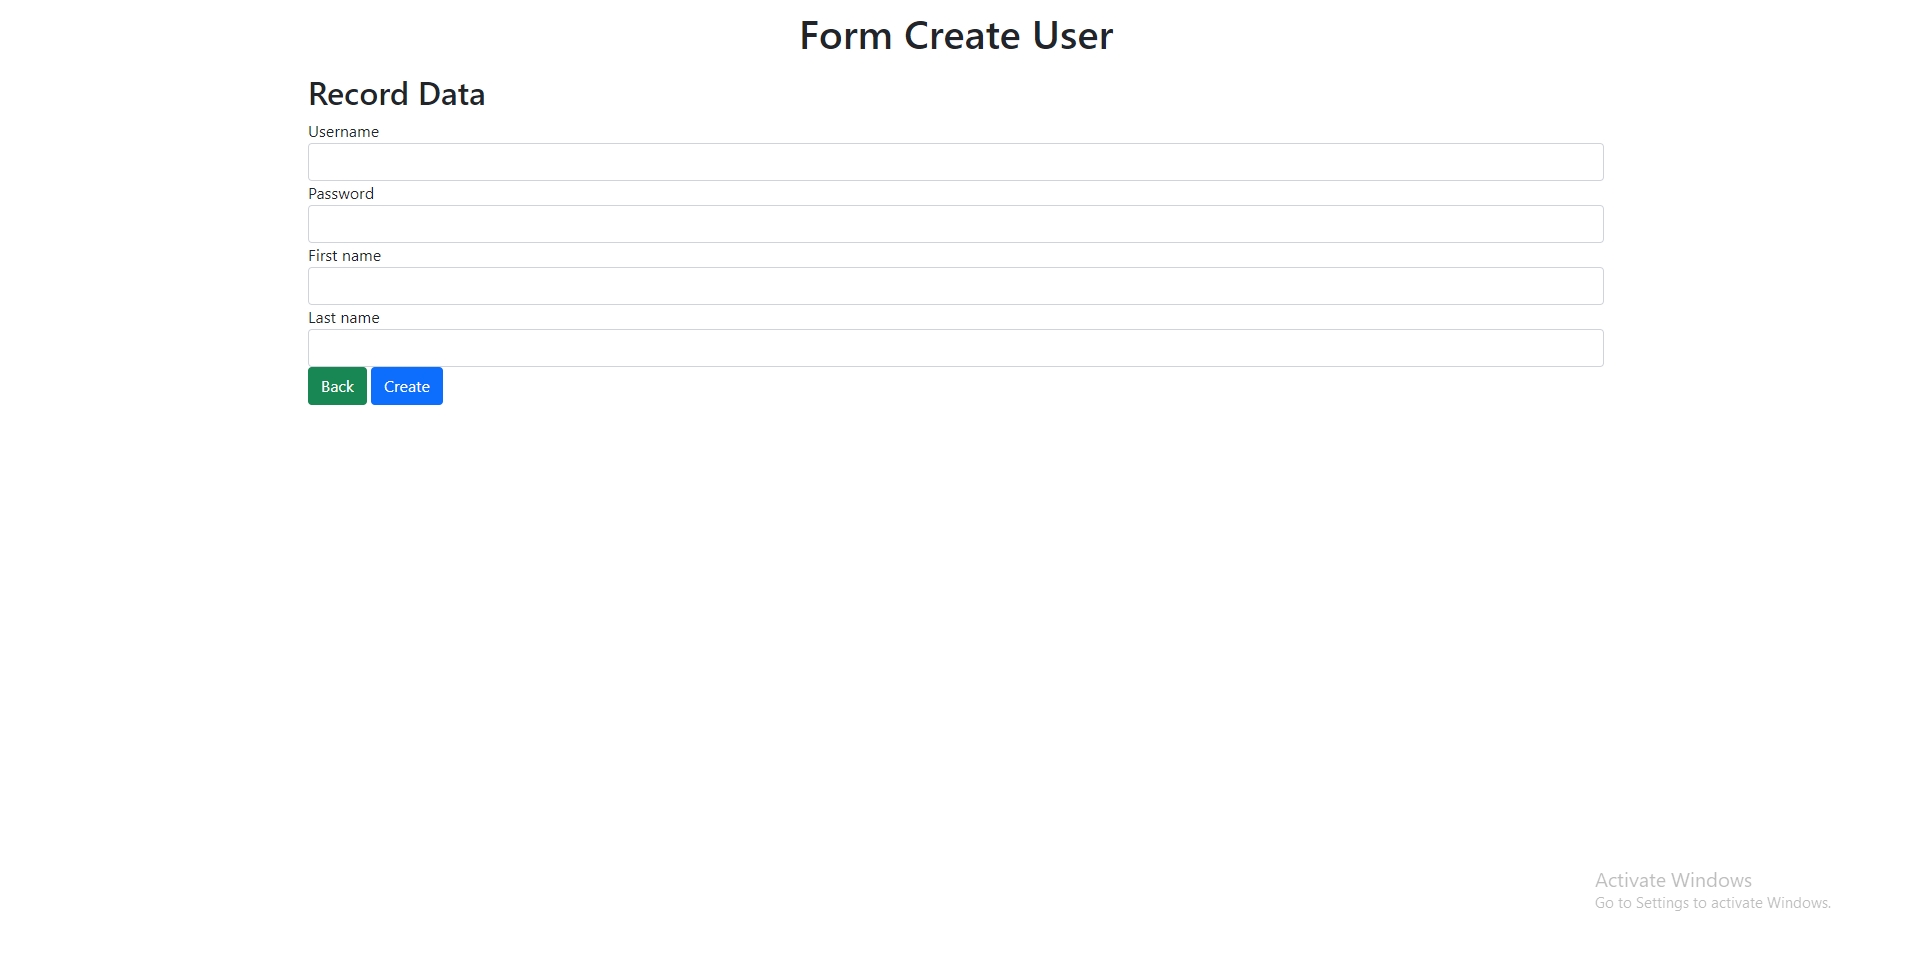 Form Create User
Record Data
Username
Password
First name
Last name
Back Create
Activate Windows
Go to Settings to activate Windows.